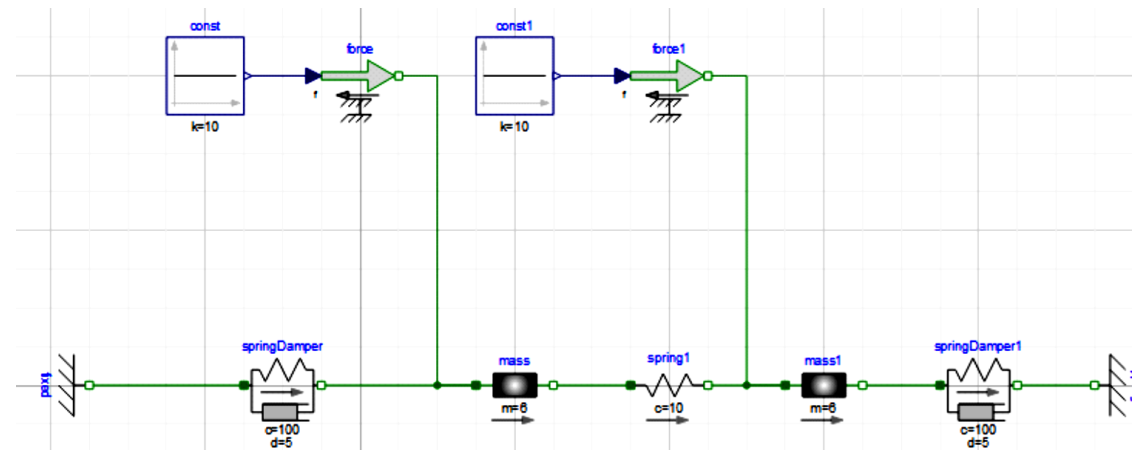 const
const1
force
force1
f
f
k=10
k=10
springDamper
mass
spring1
mass1
springDamper1
fixed
m=6
c=10
m=6
c=100
d=5
c=100
d=5